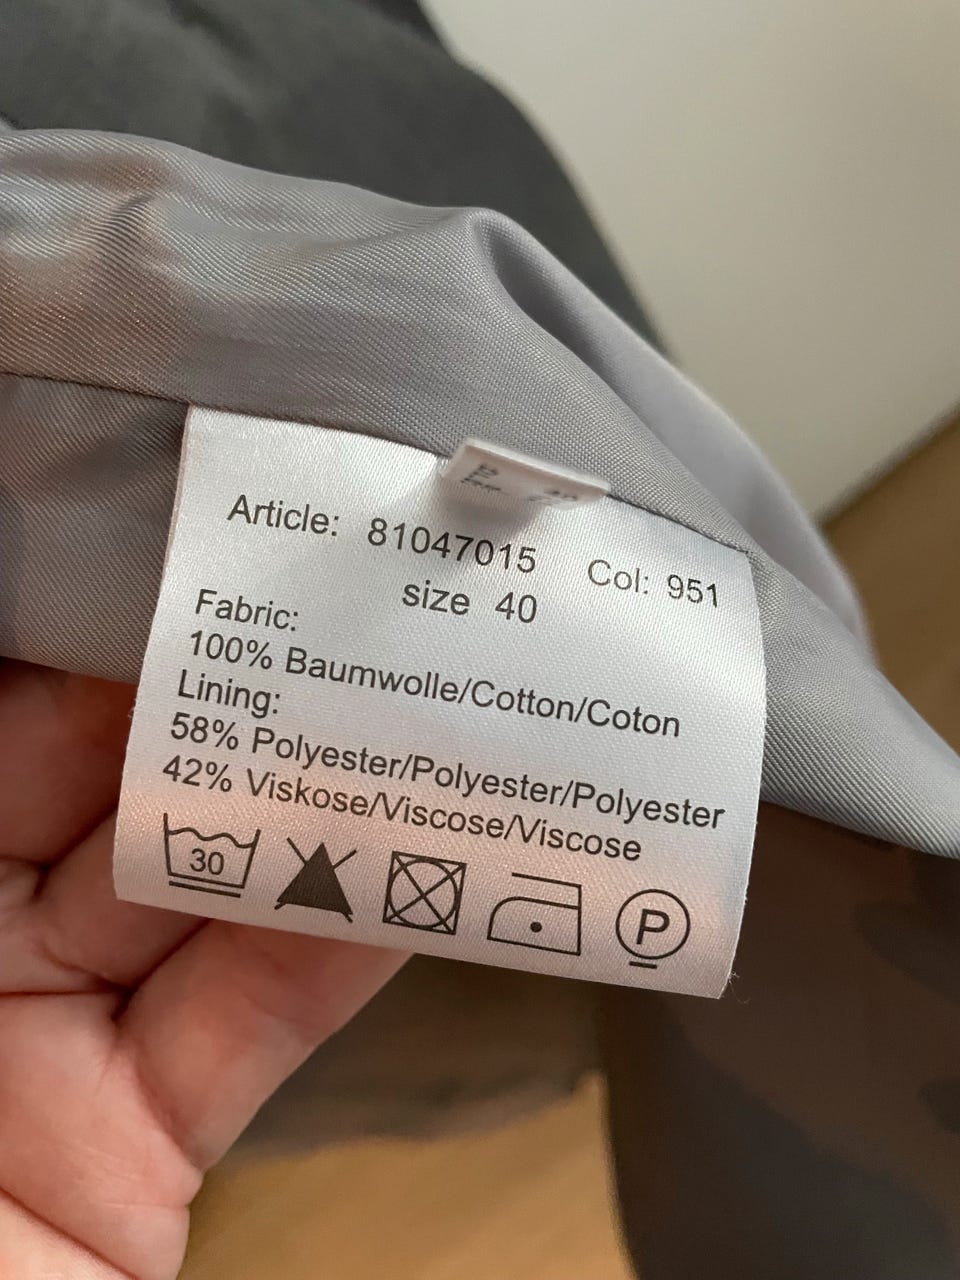 Article: 81047015 Col: 951
size 40
Fabric:
100% Baumwolle/Cotton/Coton
Lining:
58% Polyester/Polyester/Polyester
42% Viskose/Viscose/Viscose
30
P